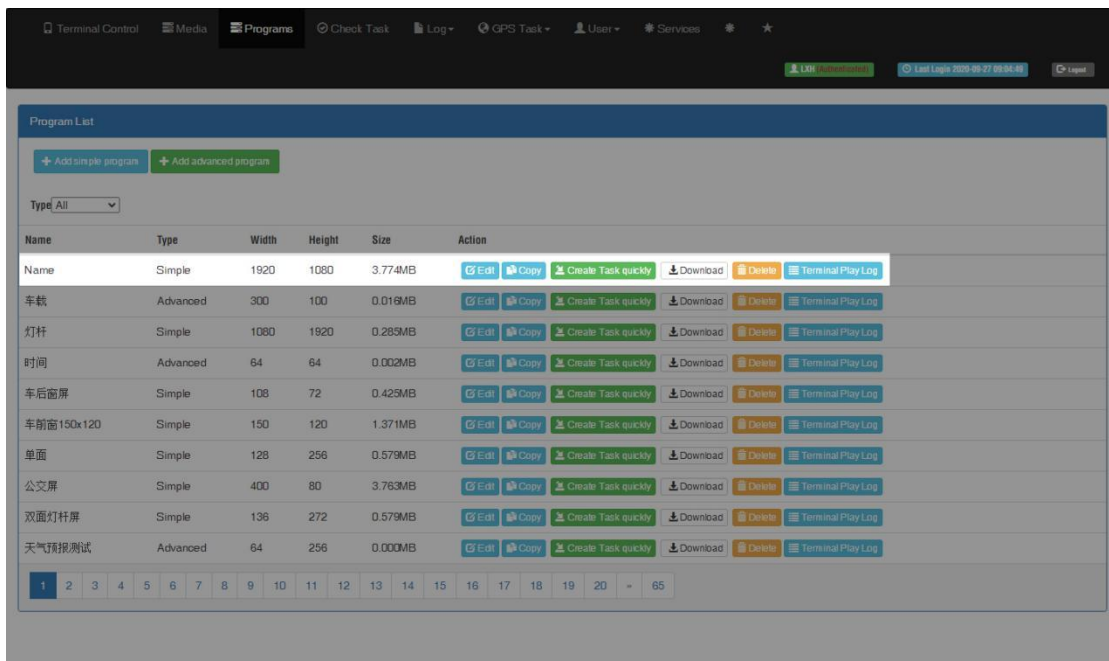 Terminal Control Media Programs Check Task Log GPS Task User Services
LXII (Authenticated) Last Login 2020-09-27 09:04:49 Logout
Program List
Add simple program Add advanced program
Type All
Name Type Width Height Size Action
Name Simple 1920 1080 3.774MB Edit Copy Create Task quickly Download Delete Terminal Play Log
车载 Advanced 300 100 0.016MB Edit Copy Create Task quickly Download Delete Terminal Play Log
灯杆 Simple 1080 1920 0.285MB Edit Copy Create Task quickly Download Delete Terminal Play Log
时间 Advanced 64 64 0.002MB Edit Copy Create Task quickly Download Delete Terminal Play Log
车后窗屏 Simple 108 72 0.425MB Edit Copy Create Task quickly Download Delete Terminal Play Log
车前窗150x120 Simple 150 120 1.371MB Edit Copy Create Task quickly Download Delete Terminal Play Log
单面 Simple 128 256 0.579MB Edit Copy Create Task quickly Download Delete Terminal Play Log
公交屏 Simple 400 80 3.763MB Edit Copy Create Task quickly Download Delete Terminal Play Log
双面灯杆屏 Simple 136 272 0.579MB Edit Copy Create Task quickly Download Delete Terminal Play Log
天气预报测试 Advanced 64 256 0.000MB Edit Copy Create Task quickly Download Delete Terminal Play Log
1 2 3 4 5 6 7 8 9 10 11 12 13 14 15 16 17 18 19 20 » 65